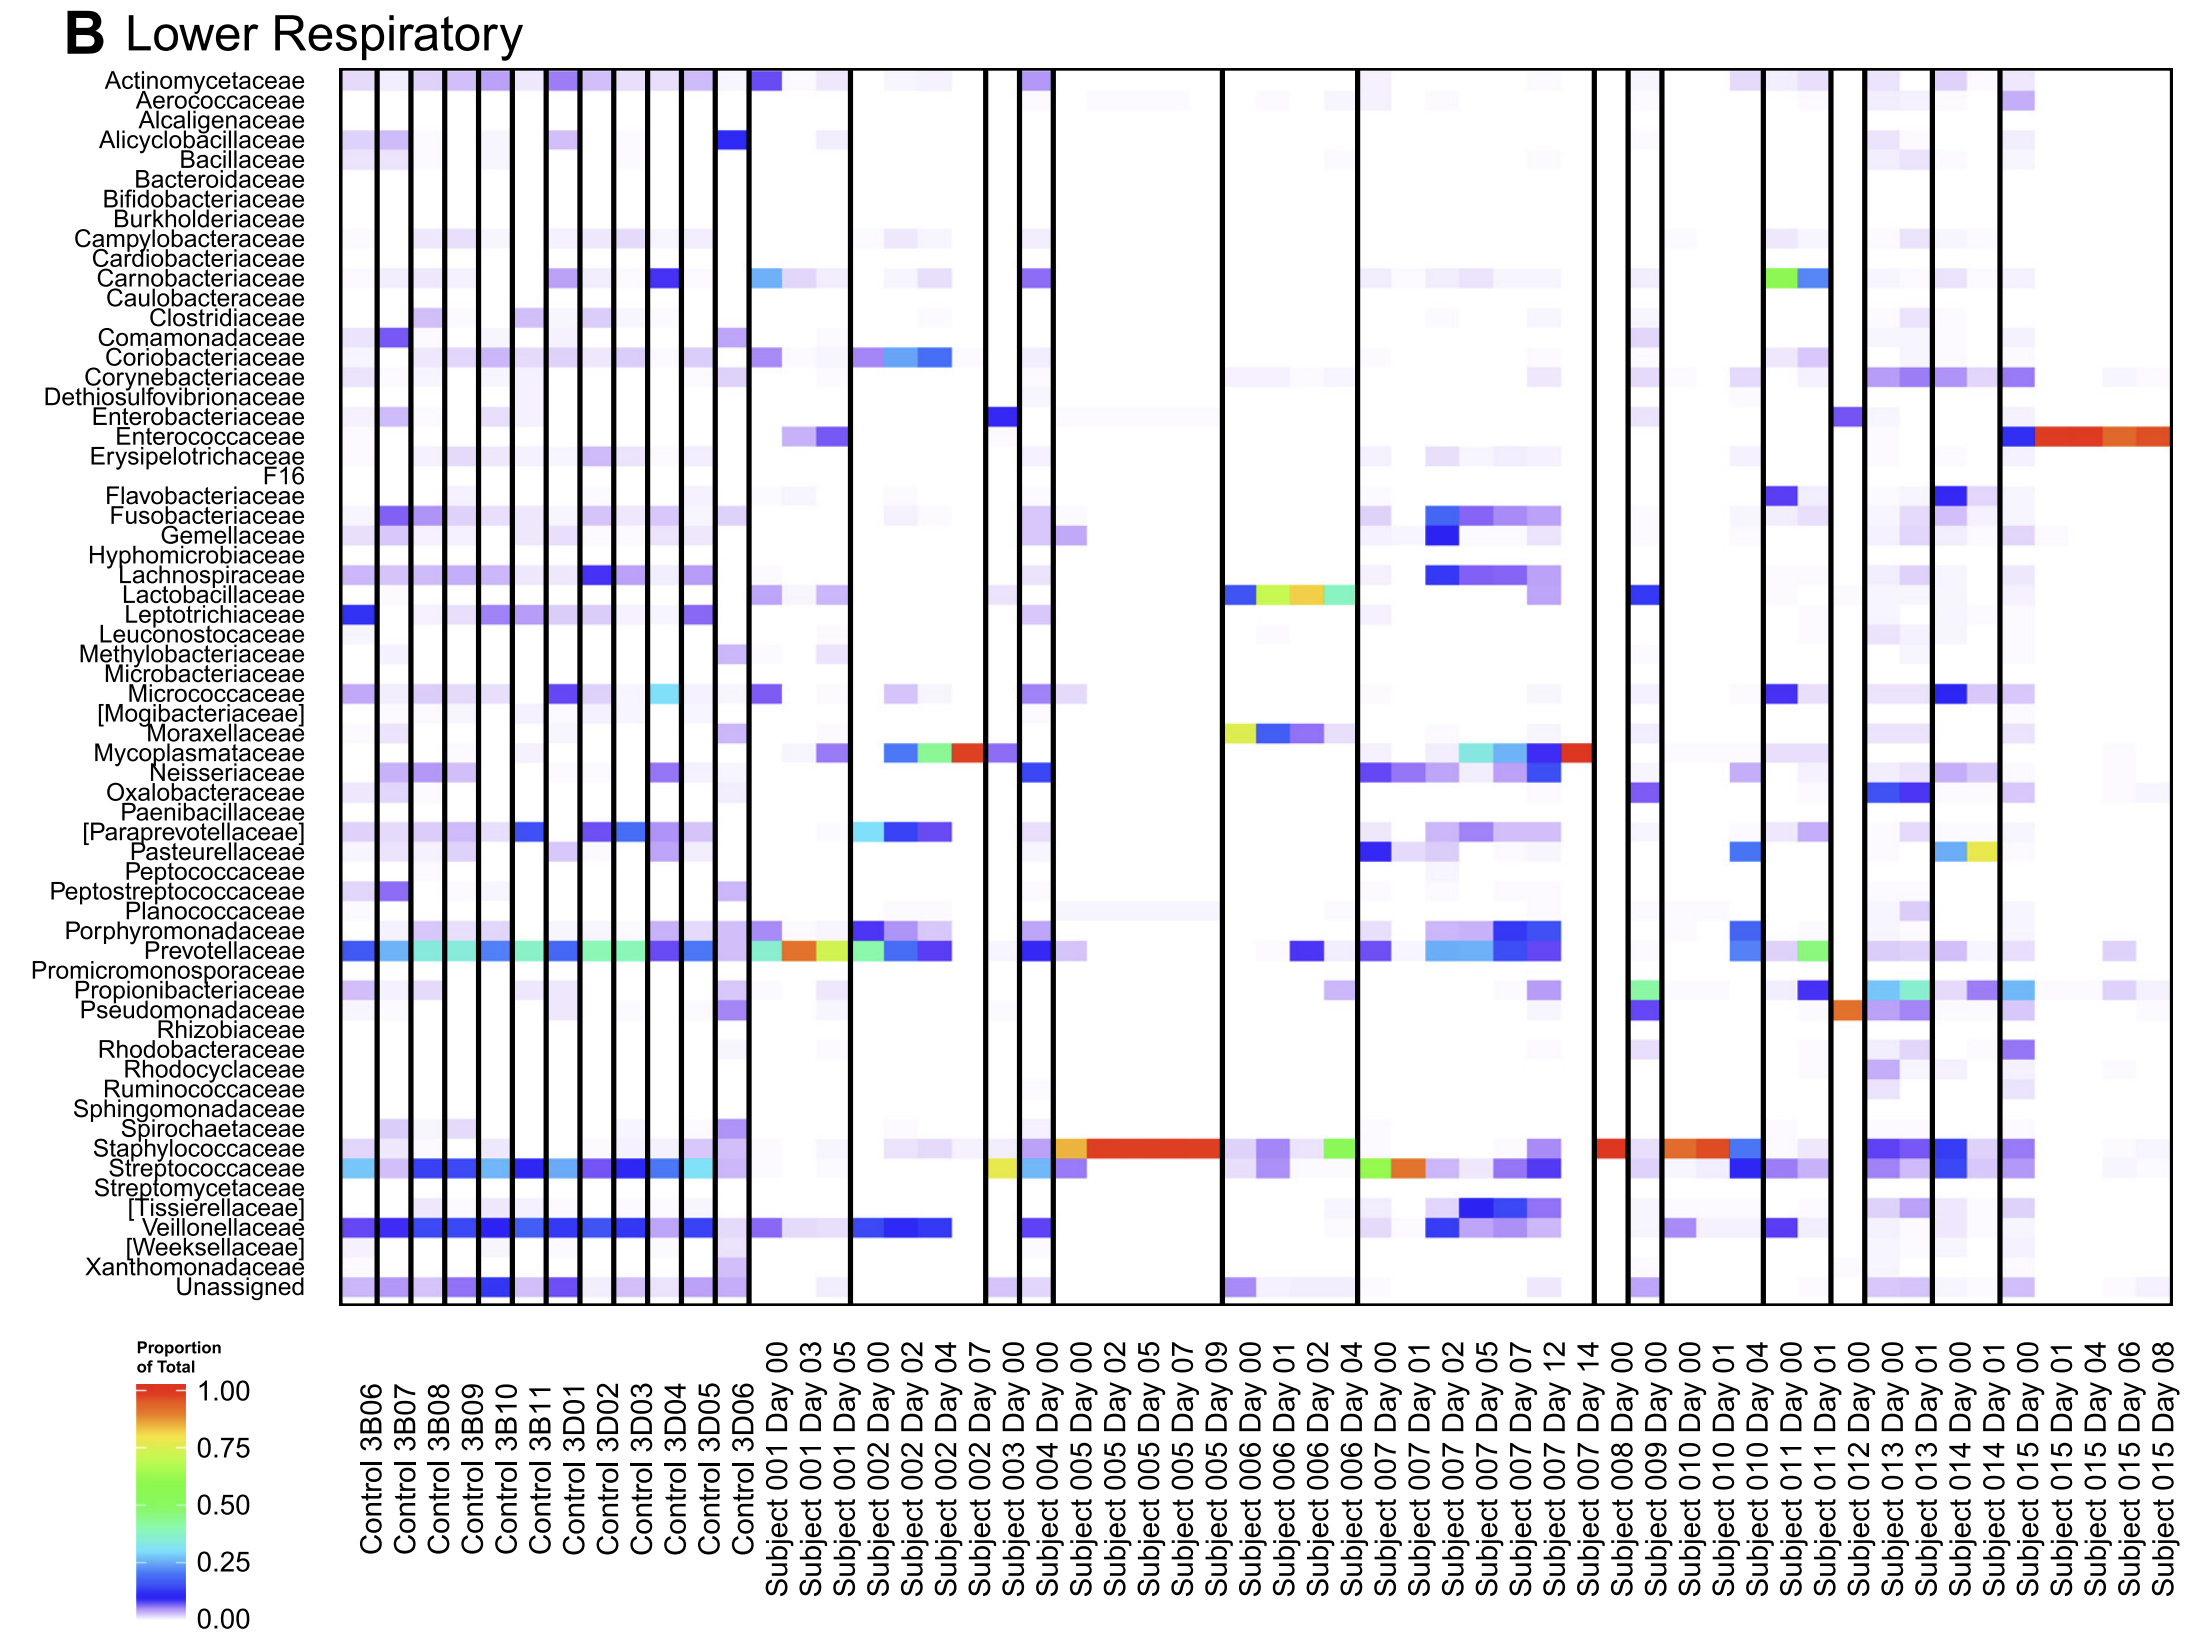 B Lower Respiratory
Actinomycetaceae
Aerococcaceae
Alcaligenaceae
Alicyclobacillaceae
Bacillaceae
Bacteroidaceae
Bifidobacteriaceae
Burkholderiaceae
Campylobacteraceae
Cardiobacteriaceae
Carnobacteriaceae
Caulobacteraceae
Clostridiaceae
Comamonadaceae
Coriobacteriaceae
Corynebacteriaceae
Dethiosulfovibrionaceae
Enterobacteriaceae
Enterococcaceae
Erysipelotrichaceae
F16
Flavobacteriaceae
Fusobacteriaceae
Gemellaceae
Hyphomicrobiaceae
Lachnospiraceae
Lactobacillaceae
Leptotrichiaceae
Leuconostocaceae
Methylobacteriaceae
Microbacteriaceae
Micrococcaceae
[Mogibacteriaceae]
Moraxellaceae
Mycoplasmataceae
Neisseriaceae
Oxalobacteraceae
Paenibacillaceae
[Paraprevotellaceae]
Pasteurellaceae
Peptococcaceae
Peptostreptococcaceae
Planococcaceae
Porphyromonadaceae
Prevotellaceae
Promicromonosporaceae
Propionibacteriaceae
Pseudomonadaceae
Rhizobiaceae
Rhodobacteraceae
Rhodocyclaceae
Ruminococcaceae
Sphingomonadaceae
Spirochaetaceae
Staphylococcaceae
Streptococcaceae
Streptomycetaceae
[Tissierellaceae]
Veillonellaceae
[Weeksellaceae]
Xanthomonadaceae
Unassigned
Control 3B06
Control 3B07
Control 3B08
Control 3B09
Control 3B10
Control 3B11
Control 3D01
Control 3D02
Control 3D03
Control 3D04
Control 3D05
Control 3D06
Subject 001 Day 00
Subject 001 Day 03
Subject 001 Day 05
Subject 002 Day 00
Subject 002 Day 02
Subject 002 Day 04
Subject 002 Day 07
Subject 003 Day 00
Subject 004 Day 00
Subject 005 Day 00
Subject 005 Day 02
Subject 005 Day 05
Subject 005 Day 07
Subject 005 Day 09
Subject 006 Day 00
Subject 006 Day 01
Subject 006 Day 02
Subject 006 Day 04
Subject 007 Day 00
Subject 007 Day 01
Subject 007 Day 02
Subject 007 Day 05
Subject 007 Day 07
Subject 007 Day 12
Subject 007 Day 14
Subject 008 Day 00
Subject 009 Day 00
Subject 010 Day 00
Subject 010 Day 01
Subject 010 Day 04
Subject 011 Day 00
Subject 011 Day 01
Subject 012 Day 00
Subject 013 Day 00
Subject 013 Day 01
Subject 014 Day 00
Subject 014 Day 01
Subject 015 Day 00
Subject 015 Day 01
Subject 015 Day 04
Subject 015 Day 06
Subject 015 Day 08
Proportion
of Total
1.00
0.75
0.50
0.25
0.00